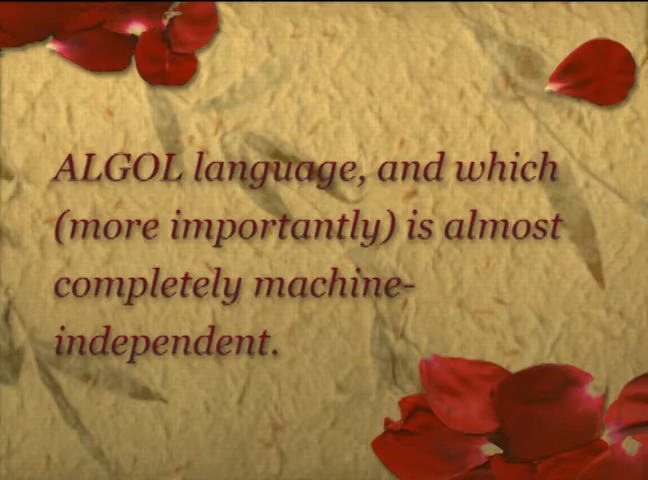 ALGOL language, and which
(more importantly) is almost
completely machine-
independent.